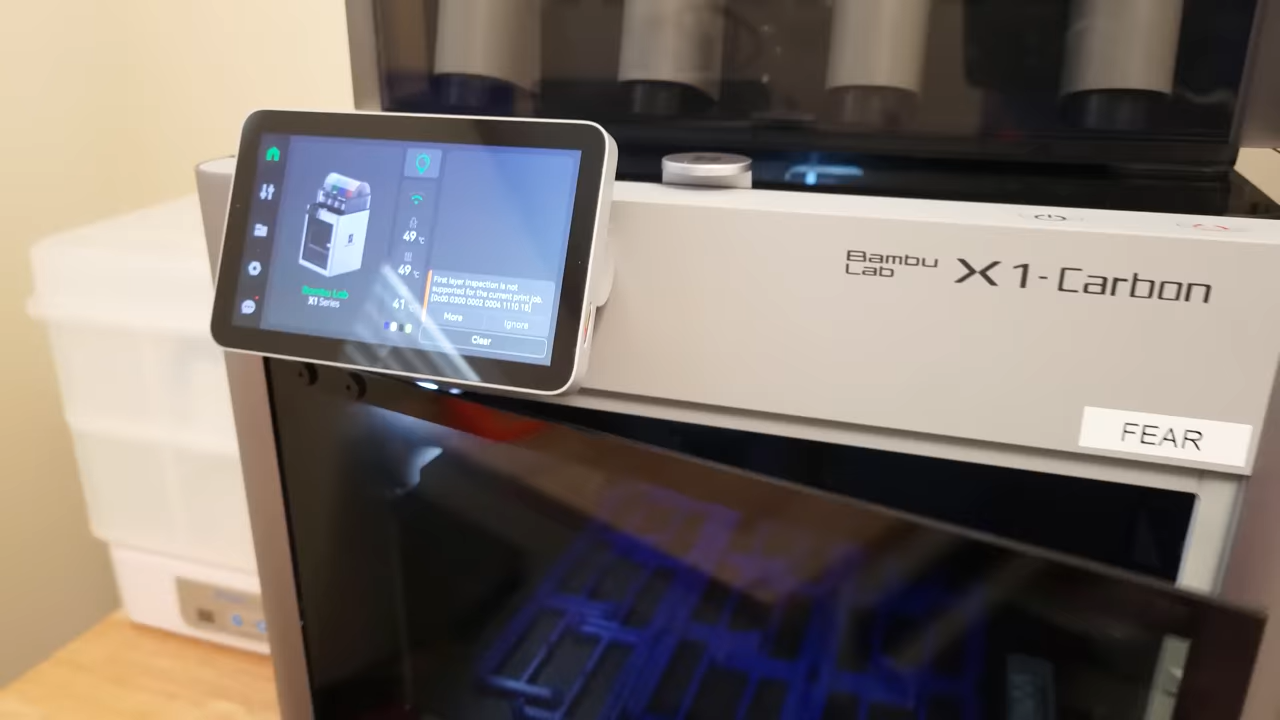 Bambu Lab
X1 Series
49 °C
49 °C
41 °C
First layer inspection is not
supported for the current print job.
[0c00 0300 0002 0004 1110 18]
More
Ignore
Clear
Bambu
Lab
X1-Carbon
FEAR